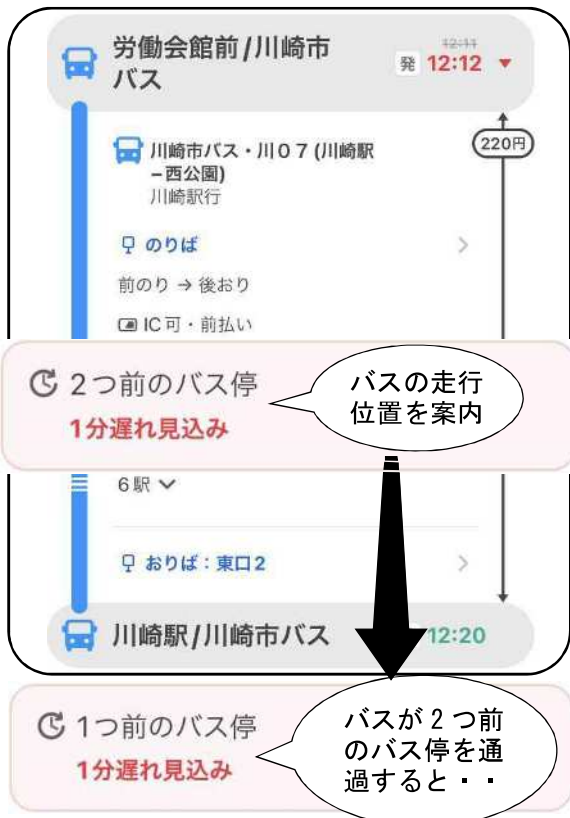 労働会館前/川崎市
バス
12:11
発 12:12 ▼
川崎市バス・川07(川崎駅
−西公園)
川崎駅行
220円
のりば
前のり → 後おり
IC可・前払い
2つ前のバス停
1分遅れ見込み
バスの走行
位置を案内
6駅
おりば:東口2
川崎駅/川崎市バス
12:20
1つ前のバス停
1分遅れ見込み
バスが2つ前
のバス停を通
過すると・・